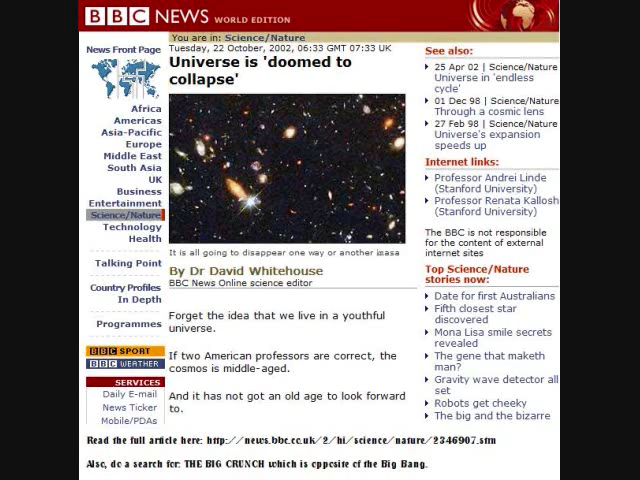 BBC NEWS WORLD EDITION
You are in: Science/Nature
News Front Page
Africa
Americas
Asia-Pacific
Europe
Middle East
South Asia
UK
Business
Entertainment
Science/Nature
Technology
Health
Talking Point
Country Profiles
In Depth
Programmes
BBC SPORT
BBC WEATHER
SERVICES
Daily E-mail
News Ticker
Mobile/PDAs
Tuesday, 22 October, 2002, 06:33 GMT 07:33 UK
Universe is 'doomed to
collapse'
It is all going to disappear one way or another
By Dr David Whitehouse
BBC News Online science editor
Forget the idea that we live in a youthful
universe.
If two American professors are correct, the
cosmos is middle-aged.
And it has not got an old age to look forward
to.
See also:
25 Apr 02 | Science/Nature
Universe in 'endless
cycle'
01 Dec 98 | Science/Nature
Through a cosmic lens
27 Feb 98 | Science/Nature
Universe's expansion
speeds up
Internet links:
Professor Andrei Linde
(Stanford University)
Professor Renata Kallosh
(Stanford University)
The BBC is not responsible
for the content of external
internet sites
Top Science/Nature
stories now:
Date for first Australians
Fifth closest star
discovered
Mona Lisa smile secrets
revealed
The gene that maketh
man?
Gravity wave detector all
set
Robots get cheeky
The big and the bizarre
Read the full article here: http://news.bbc.co.uk/2/hi/science/nature/2346907.stm
Also, do a search for: THE BIG CRUNCH which is opposite of the Big Bang.